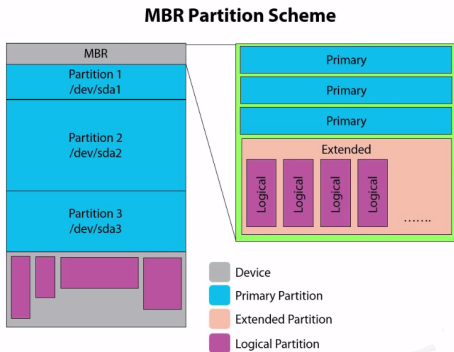 MBR Partition Scheme
MBR
Partition 1
/dev/sda1
Partition 2
/dev/sda2
Partition 3
/dev/sda3
Primary
Primary
Primary
Extended
Logical
Logical
Logical
Logical
.......
Device
Primary Partition
Extended Partition
Logical Partition